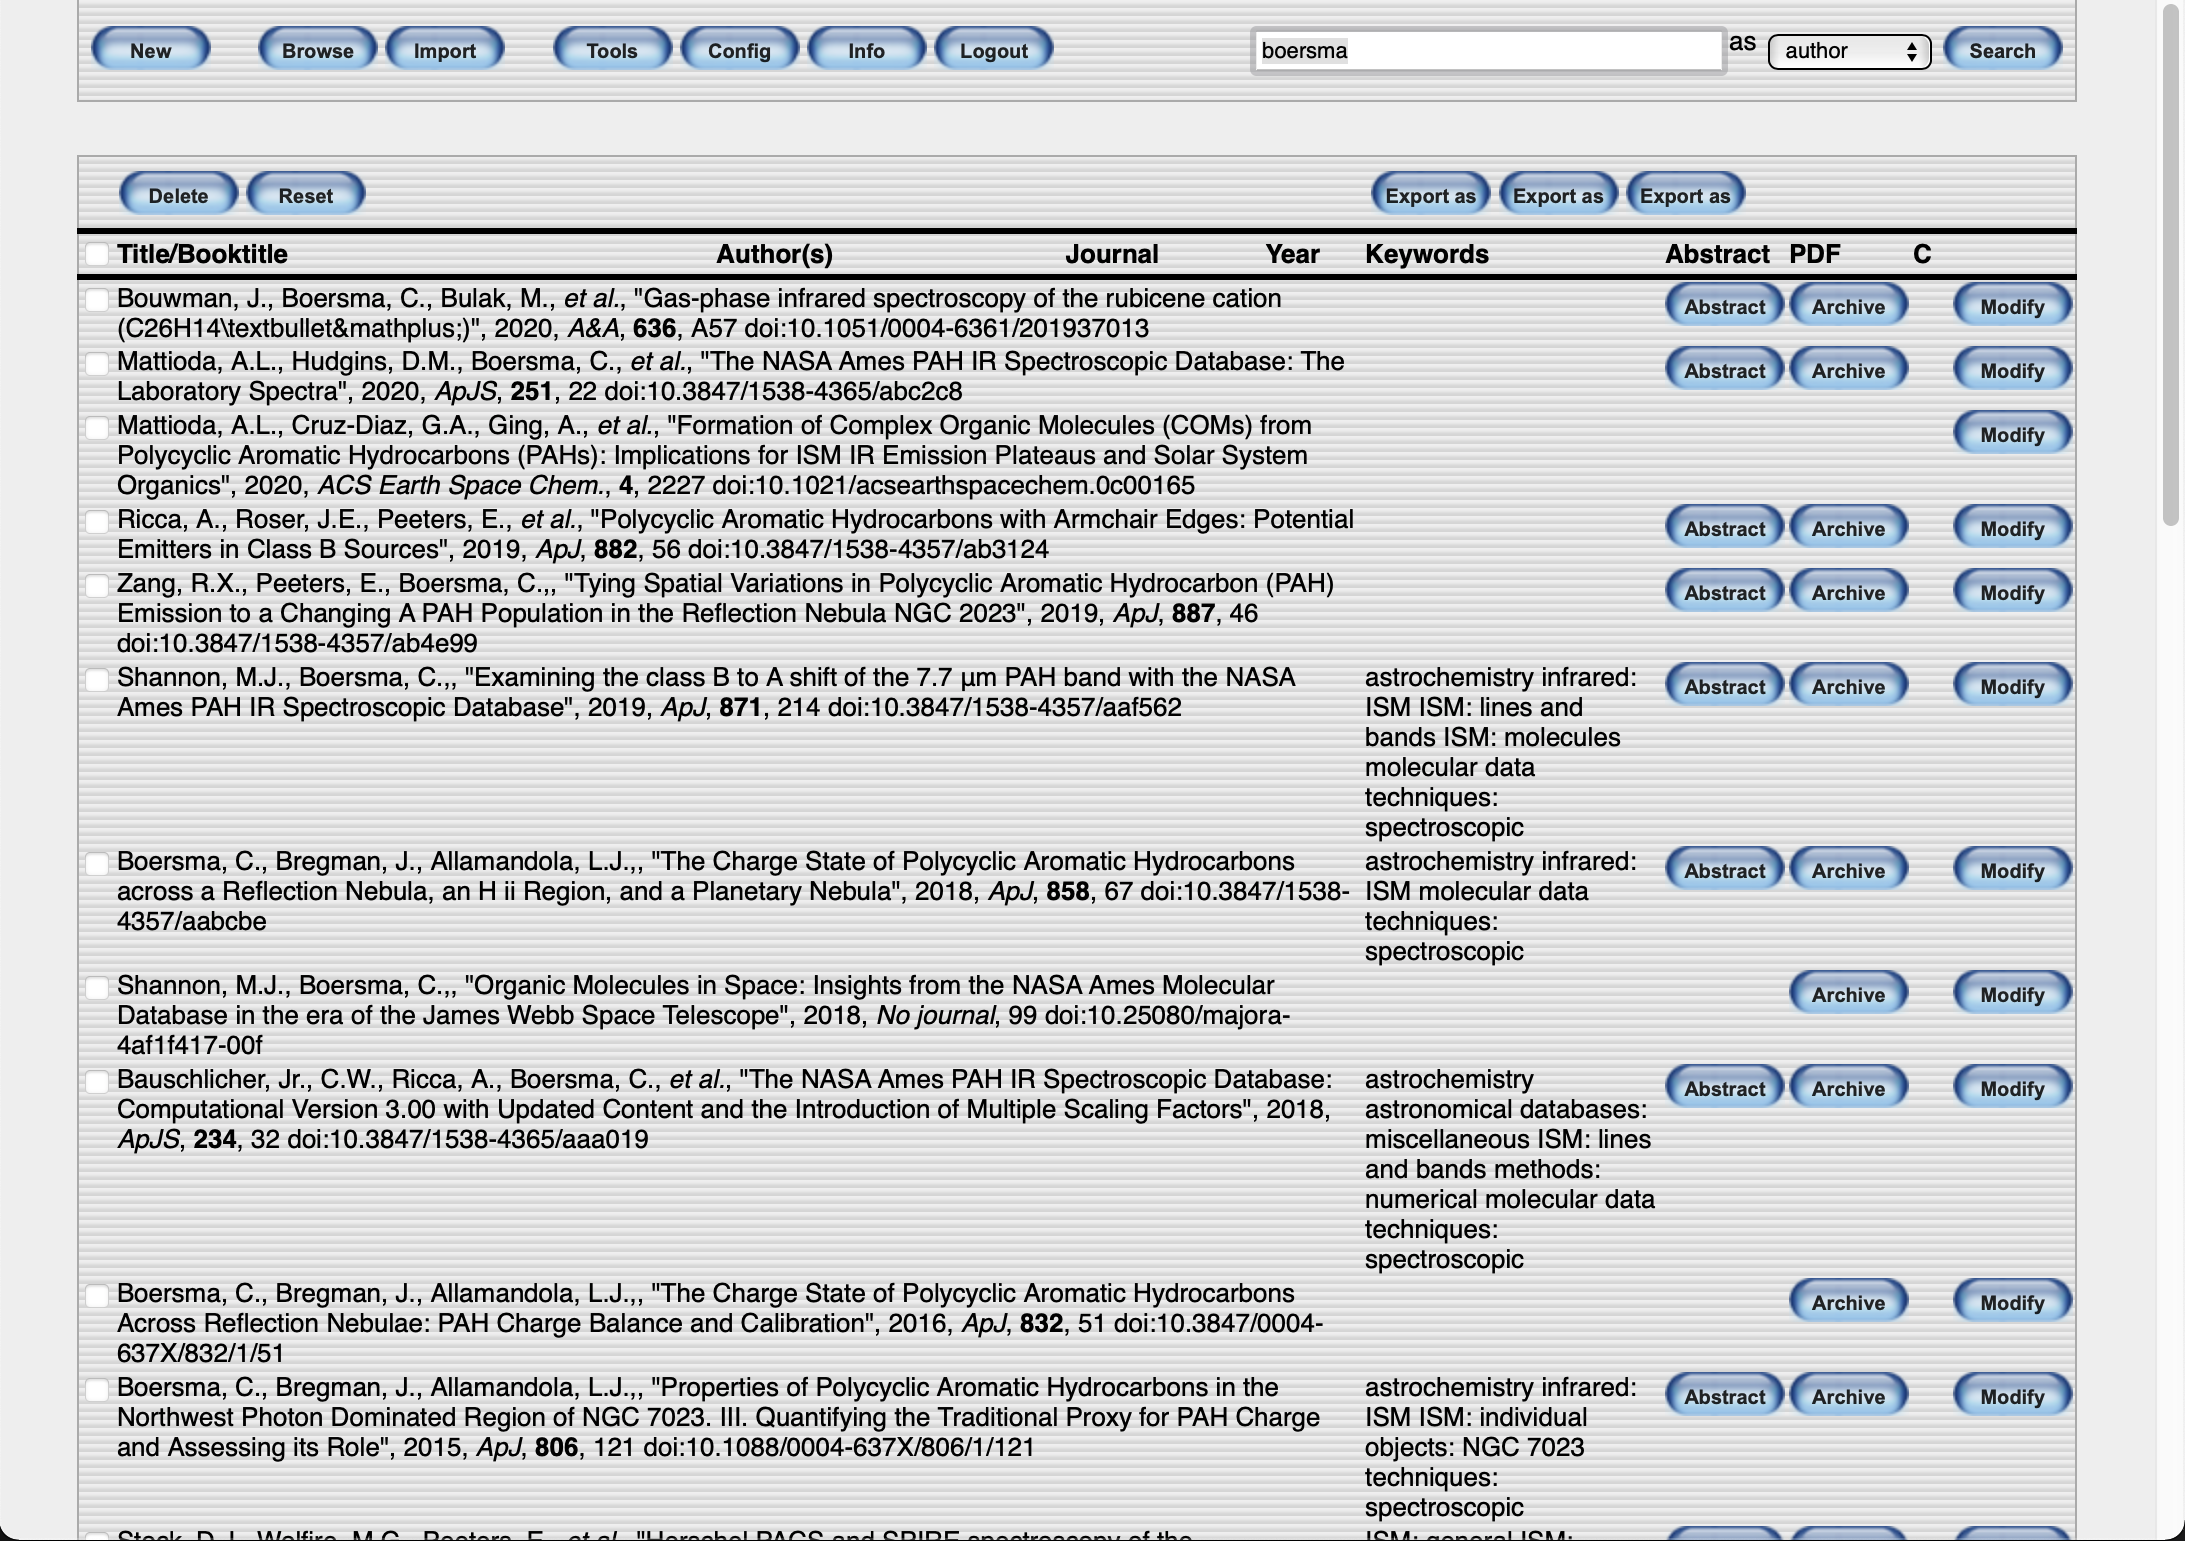 New Browse Import Tools Config Info Logout boersma as author Search
Delete Reset Export as Export as Export as
Title/Booktitle Author(s) Journal Year Keywords Abstract PDF C
Bouwman, J., Boersma, C., Bulak, M., et al., "Gas-phase infrared spectroscopy of the rubicene cation
(C26H14\textbullet&mathplus;)", 2020, A&A, 636, A57 doi:10.1051/0004-6361/201937013
Abstract Archive Modify
Mattioda, A.L., Hudgins, D.M., Boersma, C., et al., "The NASA Ames PAH IR Spectroscopic Database: The
Laboratory Spectra", 2020, ApJS, 251, 22 doi:10.3847/1538-4365/abc2c8
Abstract Archive Modify
Mattioda, A.L., Cruz-Diaz, G.A., Ging, A., et al., "Formation of Complex Organic Molecules (COMs) from
Polycyclic Aromatic Hydrocarbons (PAHs): Implications for ISM IR Emission Plateaus and Solar System
Organics", 2020, ACS Earth Space Chem., 4, 2227 doi:10.1021/acsearthspacechem.0c00165
Modify
Ricca, A., Roser, J.E., Peeters, E., et al., "Polycyclic Aromatic Hydrocarbons with Armchair Edges: Potential
Emitters in Class B Sources", 2019, ApJ, 882, 56 doi:10.3847/1538-4357/ab3124
Abstract Archive Modify
Zang, R.X., Peeters, E., Boersma, C.,, "Tying Spatial Variations in Polycyclic Aromatic Hydrocarbon (PAH)
Emission to a Changing A PAH Population in the Reflection Nebula NGC 2023", 2019, ApJ, 887, 46
doi:10.3847/1538-4357/ab4e99
Abstract Archive Modify
Shannon, M.J., Boersma, C.,, "Examining the class B to A shift of the 7.7 μm PAH band with the NASA
Ames PAH IR Spectroscopic Database", 2019, ApJ, 871, 214 doi:10.3847/1538-4357/aaf562
astrochemistry infrared:
ISM ISM: lines and
bands ISM: molecules
molecular data
techniques:
spectroscopic
Abstract Archive Modify
Boersma, C., Bregman, J., Allamandola, L.J.,, "The Charge State of Polycyclic Aromatic Hydrocarbons
across a Reflection Nebula, an H ii Region, and a Planetary Nebula", 2018, ApJ, 858, 67 doi:10.3847/1538-
4357/aabcbe
astrochemistry infrared:
ISM molecular data
techniques:
spectroscopic
Abstract Archive Modify
Shannon, M.J., Boersma, C.,, "Organic Molecules in Space: Insights from the NASA Ames Molecular
Database in the era of the James Webb Space Telescope", 2018, No journal, 99 doi:10.25080/majora-
4af1f417-00f
Archive Modify
Bauschlicher, Jr., C.W., Ricca, A., Boersma, C., et al., "The NASA Ames PAH IR Spectroscopic Database:
Computational Version 3.00 with Updated Content and the Introduction of Multiple Scaling Factors", 2018,
ApJS, 234, 32 doi:10.3847/1538-4365/aaa019
astrochemistry
astronomical databases:
miscellaneous ISM: lines
and bands methods:
numerical molecular data
techniques:
spectroscopic
Abstract Archive Modify
Boersma, C., Bregman, J., Allamandola, L.J.,, "The Charge State of Polycyclic Aromatic Hydrocarbons
Across Reflection Nebulae: PAH Charge Balance and Calibration", 2016, ApJ, 832, 51 doi:10.3847/0004-
637X/832/1/51
Archive Modify
Boersma, C., Bregman, J., Allamandola, L.J.,, "Properties of Polycyclic Aromatic Hydrocarbons in the
Northwest Photon Dominated Region of NGC 7023. III. Quantifying the Traditional Proxy for PAH Charge
and Assessing its Role", 2015, ApJ, 806, 121 doi:10.1088/0004-637X/806/1/121
astrochemistry infrared:
ISM ISM: individual
objects: NGC 7023
techniques:
spectroscopic
Abstract Archive Modify
et al., "Herschel PACS and SPIRE spectroscopy of the
ISM: general ISM: